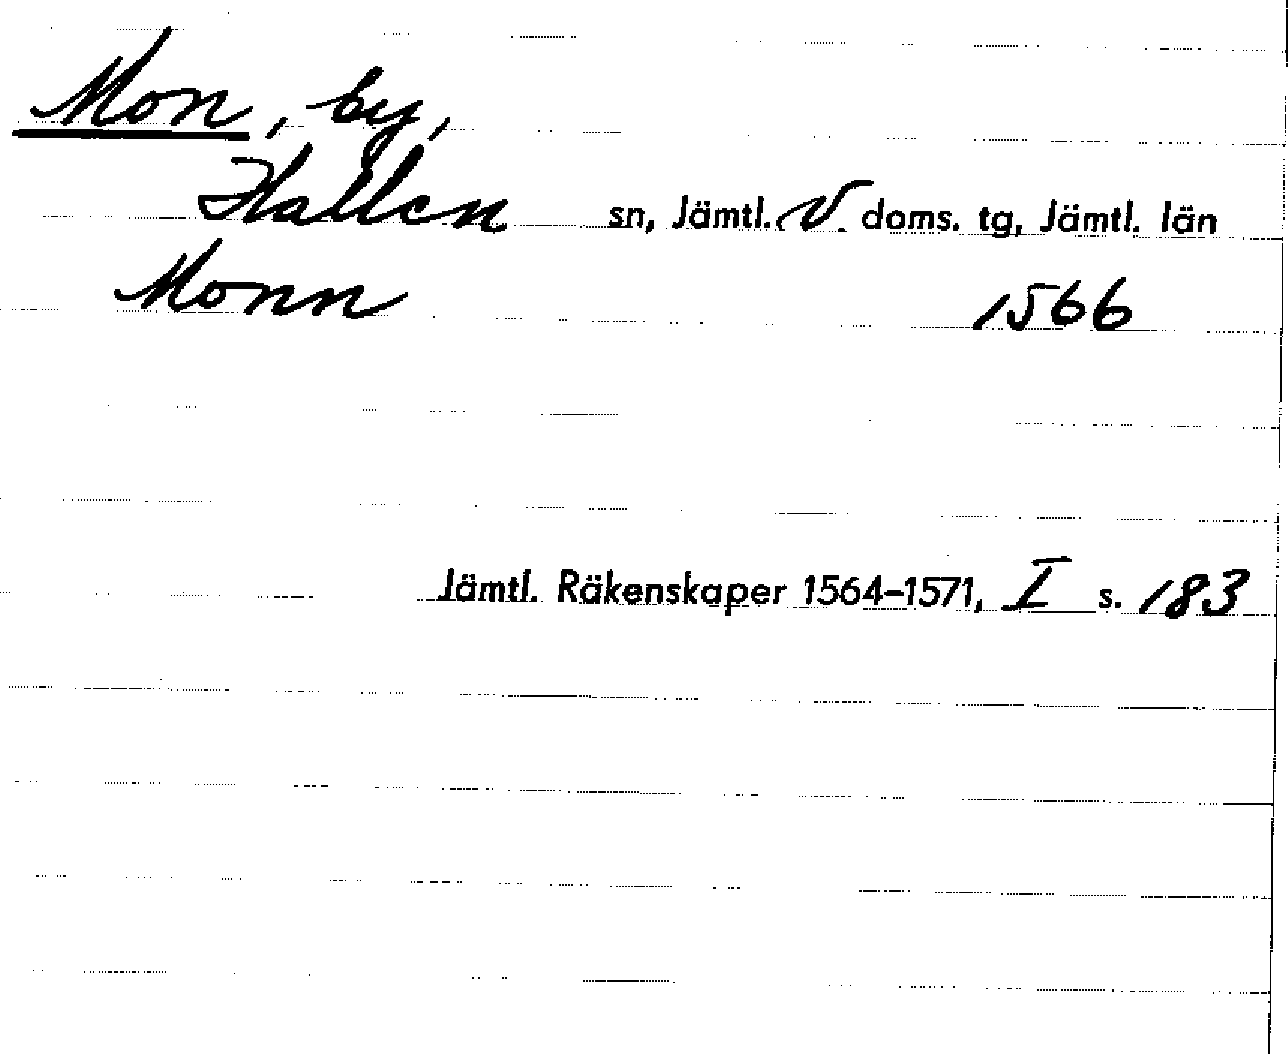 Mon, by,
Hallen sn, Jämtl. V. doms. tg, Jämtl. län
Monn 1566
Jämtl. Räkenskaper 1564–1571, I s. 183